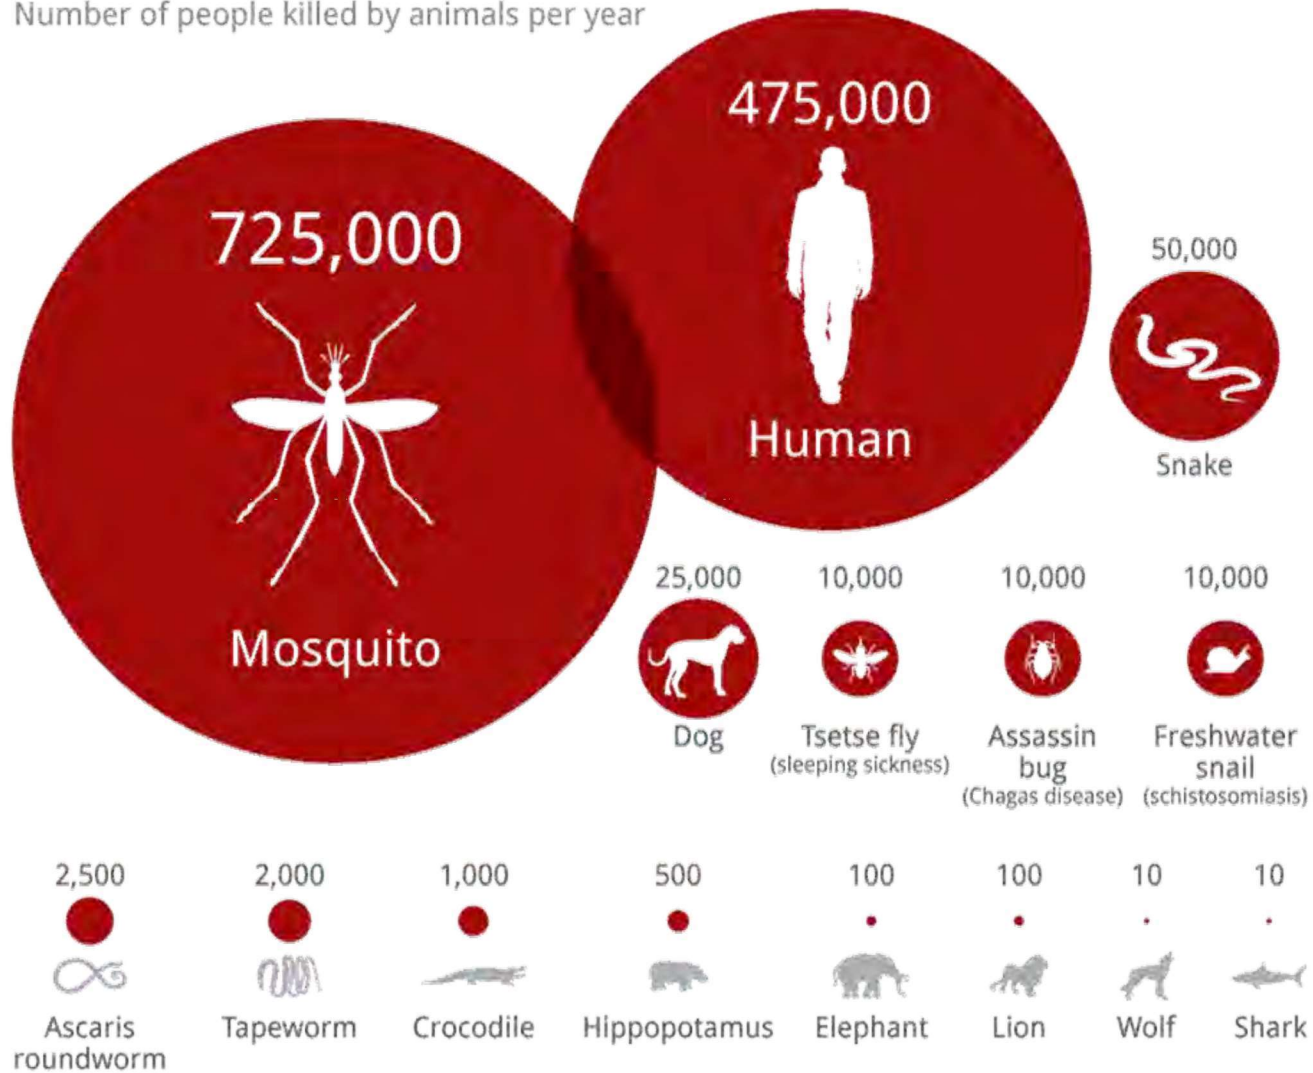 Number of people killed by animals per year
475,000
725,000
50,000
Human
Snake
25,000
10,000
10,000
10,000
Mosquito
Dog
Tsetse fly
(sleeping sickness)
Assassin
bug
(Chagas disease)
Freshwater
snail
(schistosomiasis)
2,500
2,000
1,000
500
100
100
10
10
Ascaris
roundworm
Tapeworm
Crocodile
Hippopotamus
Elephant
Lion
Wolf
Shark